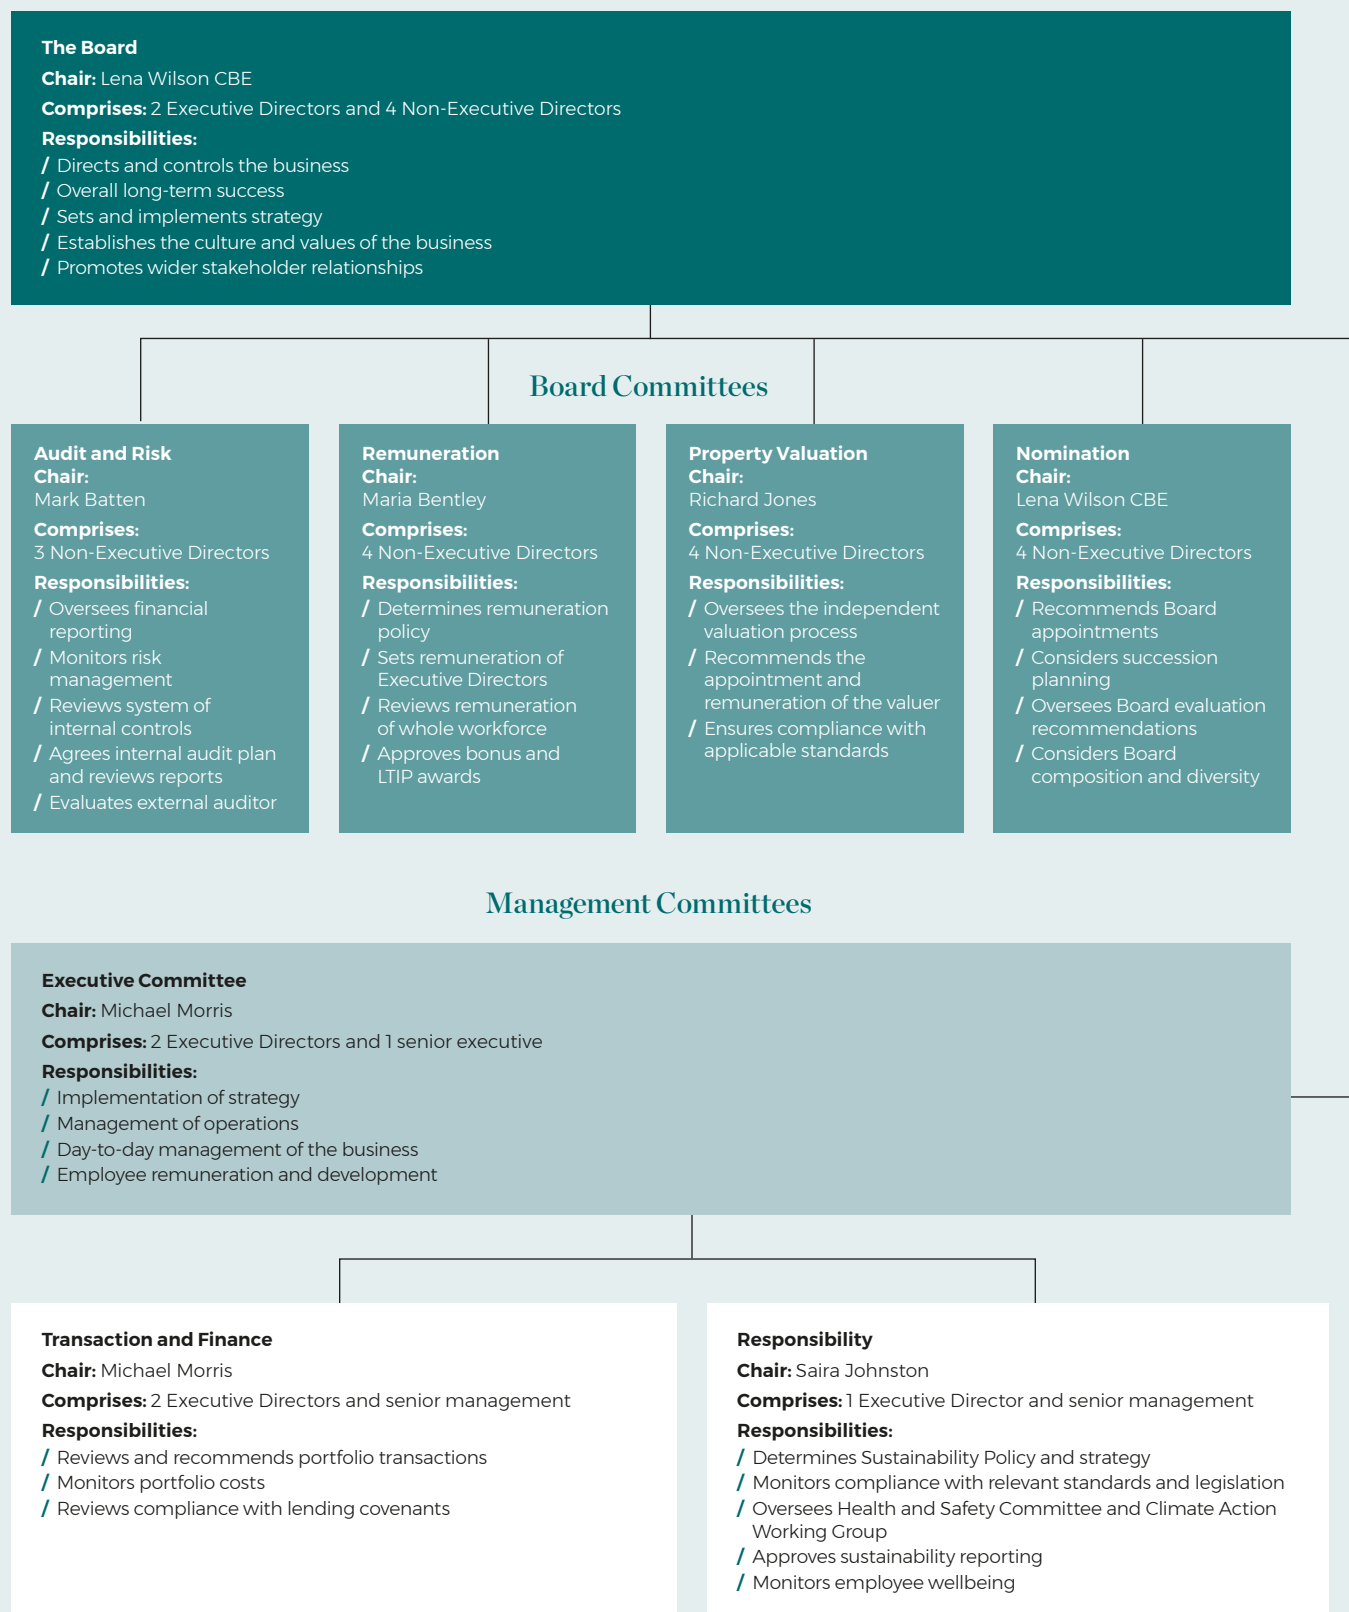 The Board
Chair: Lena Wilson CBE
Comprises: 2 Executive Directors and 4 Non-Executive Directors
Responsibilities:
/ Directs and controls the business
/ Overall long-term success
/ Sets and implements strategy
/ Establishes the culture and values of the business
/ Promotes wider stakeholder relationships
Board Committees
Audit and Risk
Chair:
Mark Batten
Comprises:
3 Non-Executive Directors
Responsibilities:
/ Oversees financial
reporting
/ Monitors risk
management
/ Reviews system of
internal controls
/ Agrees internal audit plan
and reviews reports
/ Evaluates external auditor
Remuneration
Chair:
Maria Bentley
Comprises:
4 Non-Executive Directors
Responsibilities:
/ Determines remuneration
policy
/ Sets remuneration of
Executive Directors
/ Reviews remuneration
of whole workforce
/ Approves bonus and
LTIP awards
Property Valuation
Chair:
Richard Jones
Comprises:
4 Non-Executive Directors
Responsibilities:
/ Oversees the independent
valuation process
/ Recommends the
appointment and
remuneration of the valuer
/ Ensures compliance with
applicable standards
Nomination
Chair:
Lena Wilson CBE
Comprises:
4 Non-Executive Directors
Responsibilities:
/ Recommends Board
appointments
/ Considers succession
planning
/ Oversees Board evaluation
recommendations
/ Considers Board
composition and diversity
Management Committees
Executive Committee
Chair: Michael Morris
Comprises: 2 Executive Directors and 1 senior executive
Responsibilities:
/ Implementation of strategy
/ Management of operations
/ Day-to-day management of the business
/ Employee remuneration and development
Transaction and Finance
Chair: Michael Morris
Comprises: 2 Executive Directors and senior management
Responsibilities:
/ Reviews and recommends portfolio transactions
/ Monitors portfolio costs
/ Reviews compliance with lending covenants
Responsibility
Chair: Saira Johnston
Comprises: 1 Executive Director and senior management
Responsibilities:
/ Determines Sustainability Policy and strategy
/ Monitors compliance with relevant standards and legislation
/ Oversees Health and Safety Committee and Climate Action
Working Group
/ Approves sustainability reporting
/ Monitors employee wellbeing